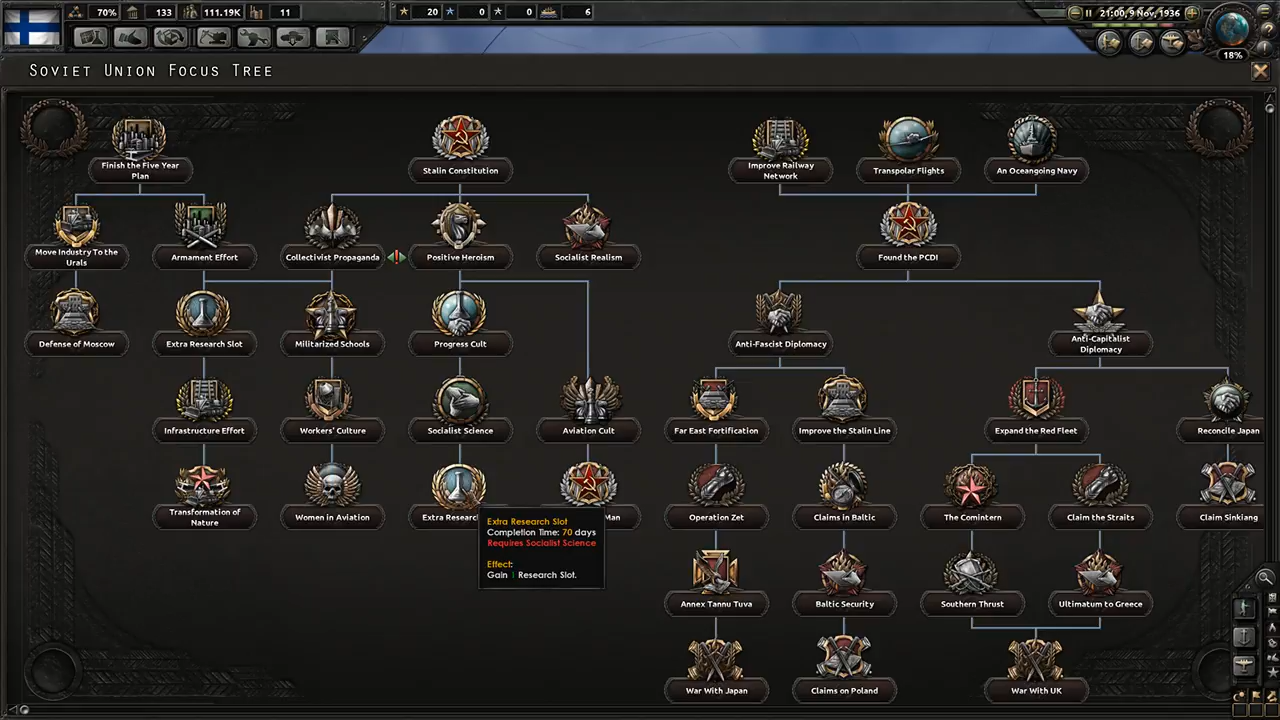 70% 133 111.19K 11 20 0 0 6 21:00, 9 Nov, 1936
18%
Soviet Union Focus Tree
Finish the Five Year
Plan
Stalin Constitution
Improve Railway
Network
Transpolar Flights
An Oceangoing Navy
Move Industry To the
Urals
Armament Effort
Collectivist Propaganda
Positive Heroism
Socialist Realism
Found the PCDI
Defense of Moscow
Extra Research Slot
Militarized Schools
Progress Cult
Anti-Fascist Diplomacy
Anti-Capitalist
Diplomacy
Infrastructure Effort
Workers' Culture
Socialist Science
Aviation Cult
Far East Fortification
Improve the Stalin Line
Expand the Red Fleet
Reconcile Japan
Transformation of
Nature
Women in Aviation
Extra Research
Man
Operation Zet
Claims in Baltic
The Comintern
Claim the Straits
Claim Sinkiang
Extra Research Slot
Completion Time: 70 days
Requires Socialist Science
Effect:
Gain 1 Research Slot.
Annex Tannu Tuva
Baltic Security
Southern Thrust
Ultimatum to Greece
War With Japan
Claims on Poland
War With UK